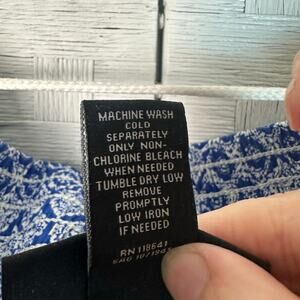 MACHINE WASH
COLD
SEPARATELY
ONLY NON-
CHLORINE BLEACH
WHEN NEEDED
TUMBLE DRY LOW
REMOVE
PROMPTLY
LOW IRON
IF NEEDED
RN 118641